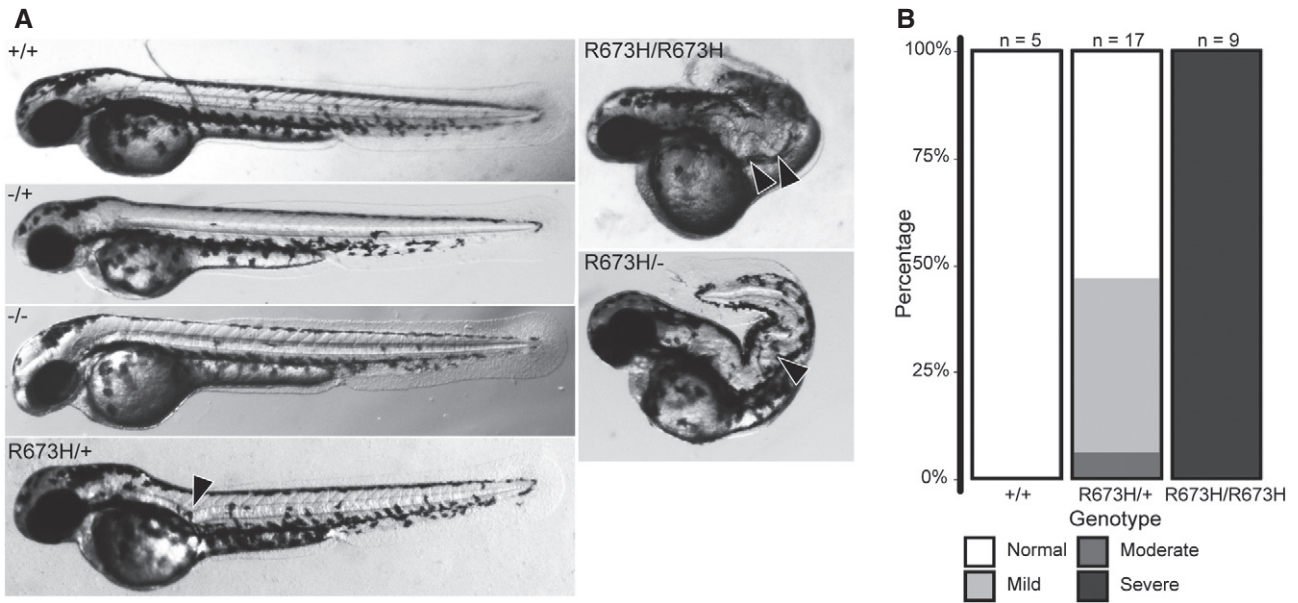 A
+/+
-/+
-/-
R673H/+
R673H/R673H
R673H/-
B
n = 5 n = 17 n = 9
100%
75%
50%
25%
0%
Percentage
+/+ R673H/+ R673H/R673H
Genotype
Normal Moderate
Mild Severe